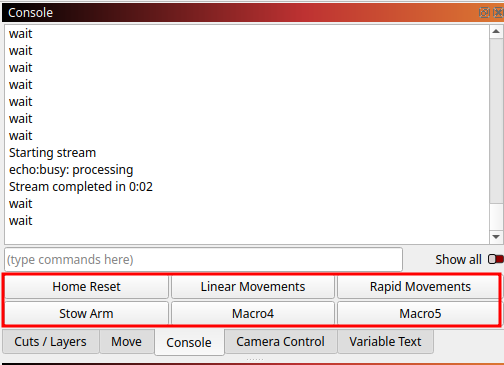 Console
wait
wait
wait
wait
wait
wait
wait
Starting stream
echo:busy: processing
Stream completed in 0:02
wait
wait
(type commands here) Show all
Home Reset Linear Movements Rapid Movements
Stow Arm Macro4 Macro5
Cuts / Layers Move Console Camera Control Variable Text